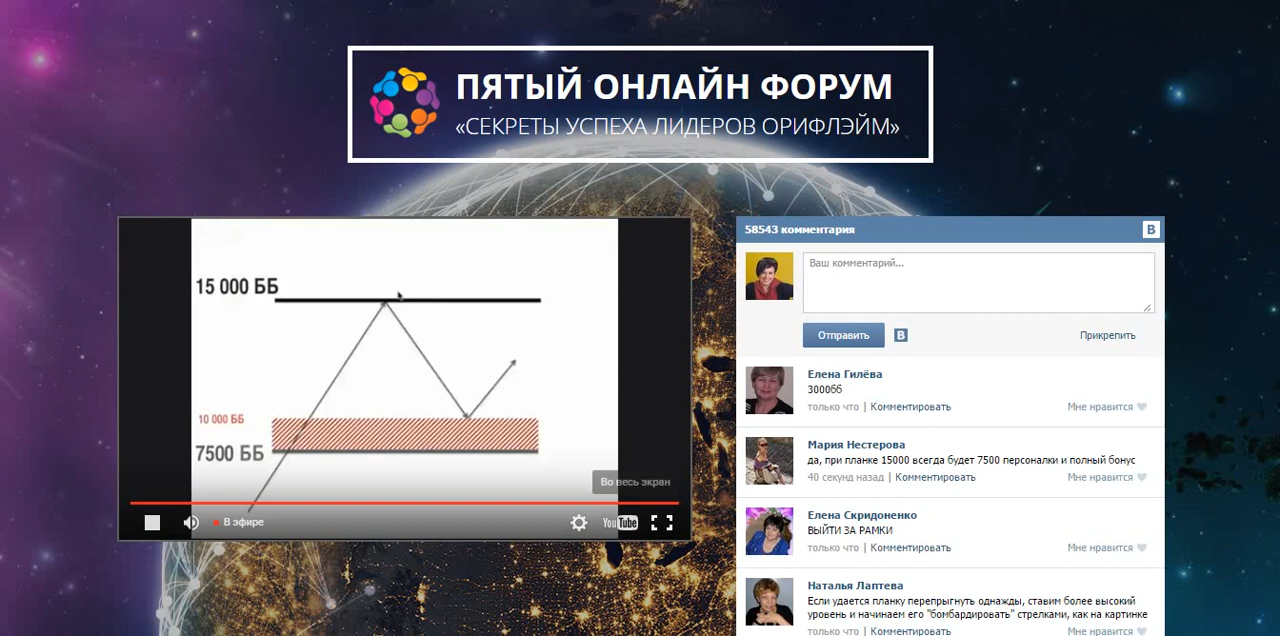 ПЯТЫЙ ОНЛАЙН ФОРУМ
«СЕКРЕТЫ УСПЕХА ЛИДЕРОВ ОРИФЛЭЙМ»
15 000 ББ
10 000 ББ
7500 ББ
Во весь экран
В эфире
YouTube
58543 комментария
В
Ваш комментарий...
Отправить
В
Прикрепить
Елена Гилёва
3000бб
только что | Комментировать
Мне нравится
Мария Нестерова
да, при планке 15000 всегда будет 7500 персоналки и полный бонус
40 секунд назад | Комментировать
Мне нравится
Елена Скридоненко
ВЫЙТИ ЗА РАМКИ
только что | Комментировать
Мне нравится
Наталья Лаптева
Если удается планку перепрыгнуть однажды, ставим более высокий
уровень и начинаем его "бомбардировать" стрелками, как на картинке
только что | Комментировать
Мне нравится